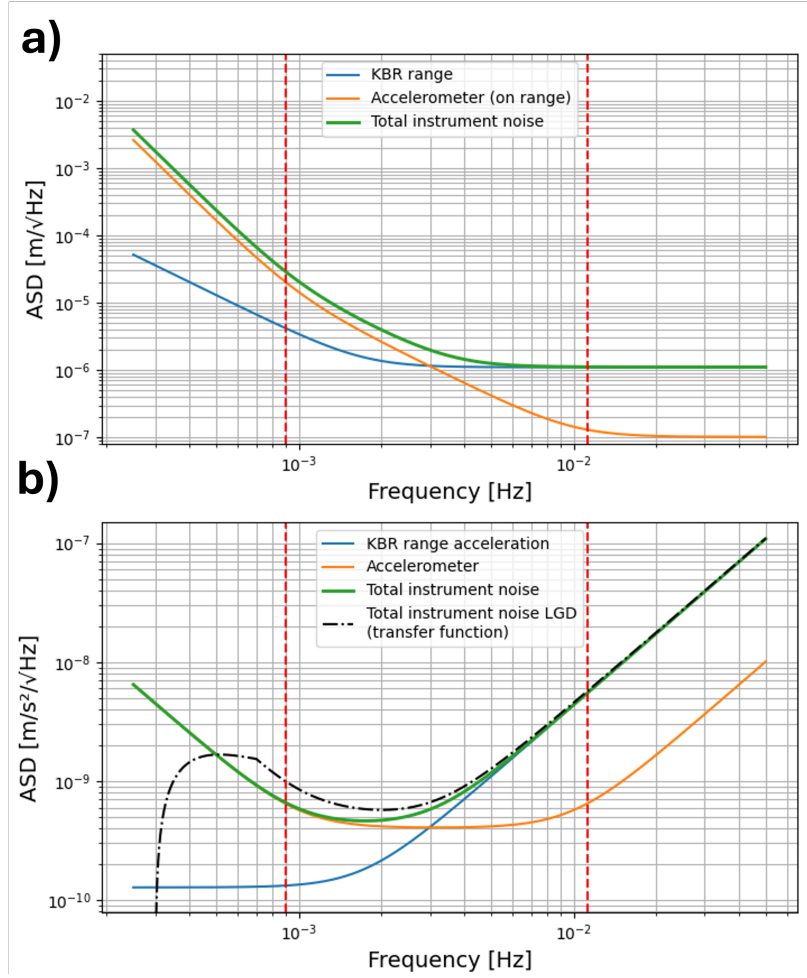 a)
KBR range
Accelerometer (on range)
Total instrument noise
ASD [m/√Hz]
10⁻²
10⁻³
10⁻⁴
10⁻⁵
10⁻⁶
10⁻⁷
10⁻³
10⁻²
Frequency [Hz]
b)
KBR range acceleration
Accelerometer
Total instrument noise
Total instrument noise LGD
(transfer function)
ASD [m/s²/√Hz]
10⁻⁷
10⁻⁸
10⁻⁹
10⁻¹⁰
10⁻³
10⁻²
Frequency [Hz]